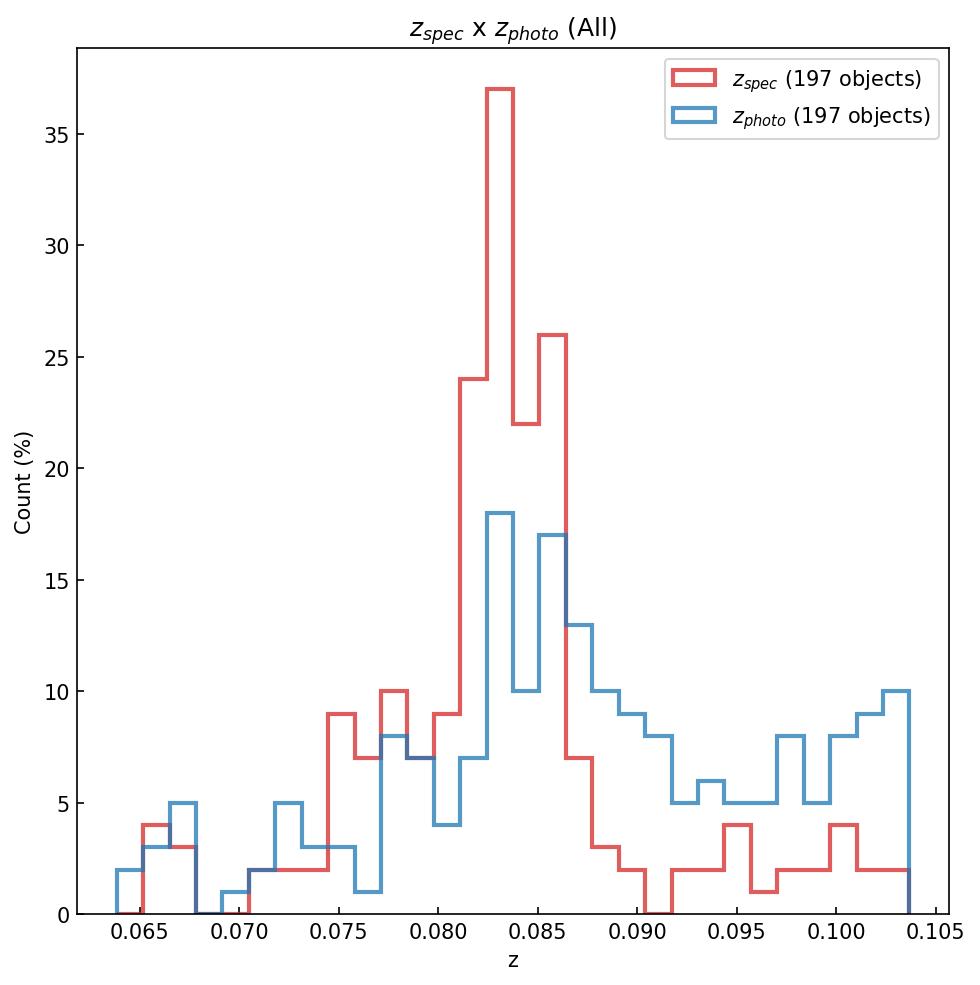 z_spec x z_photo (All)
z_spec (197 objects)
z_photo (197 objects)
Count (%)
35
30
25
20
15
10
5
0
0.065 0.070 0.075 0.080 0.085 0.090 0.095 0.100 0.105
z